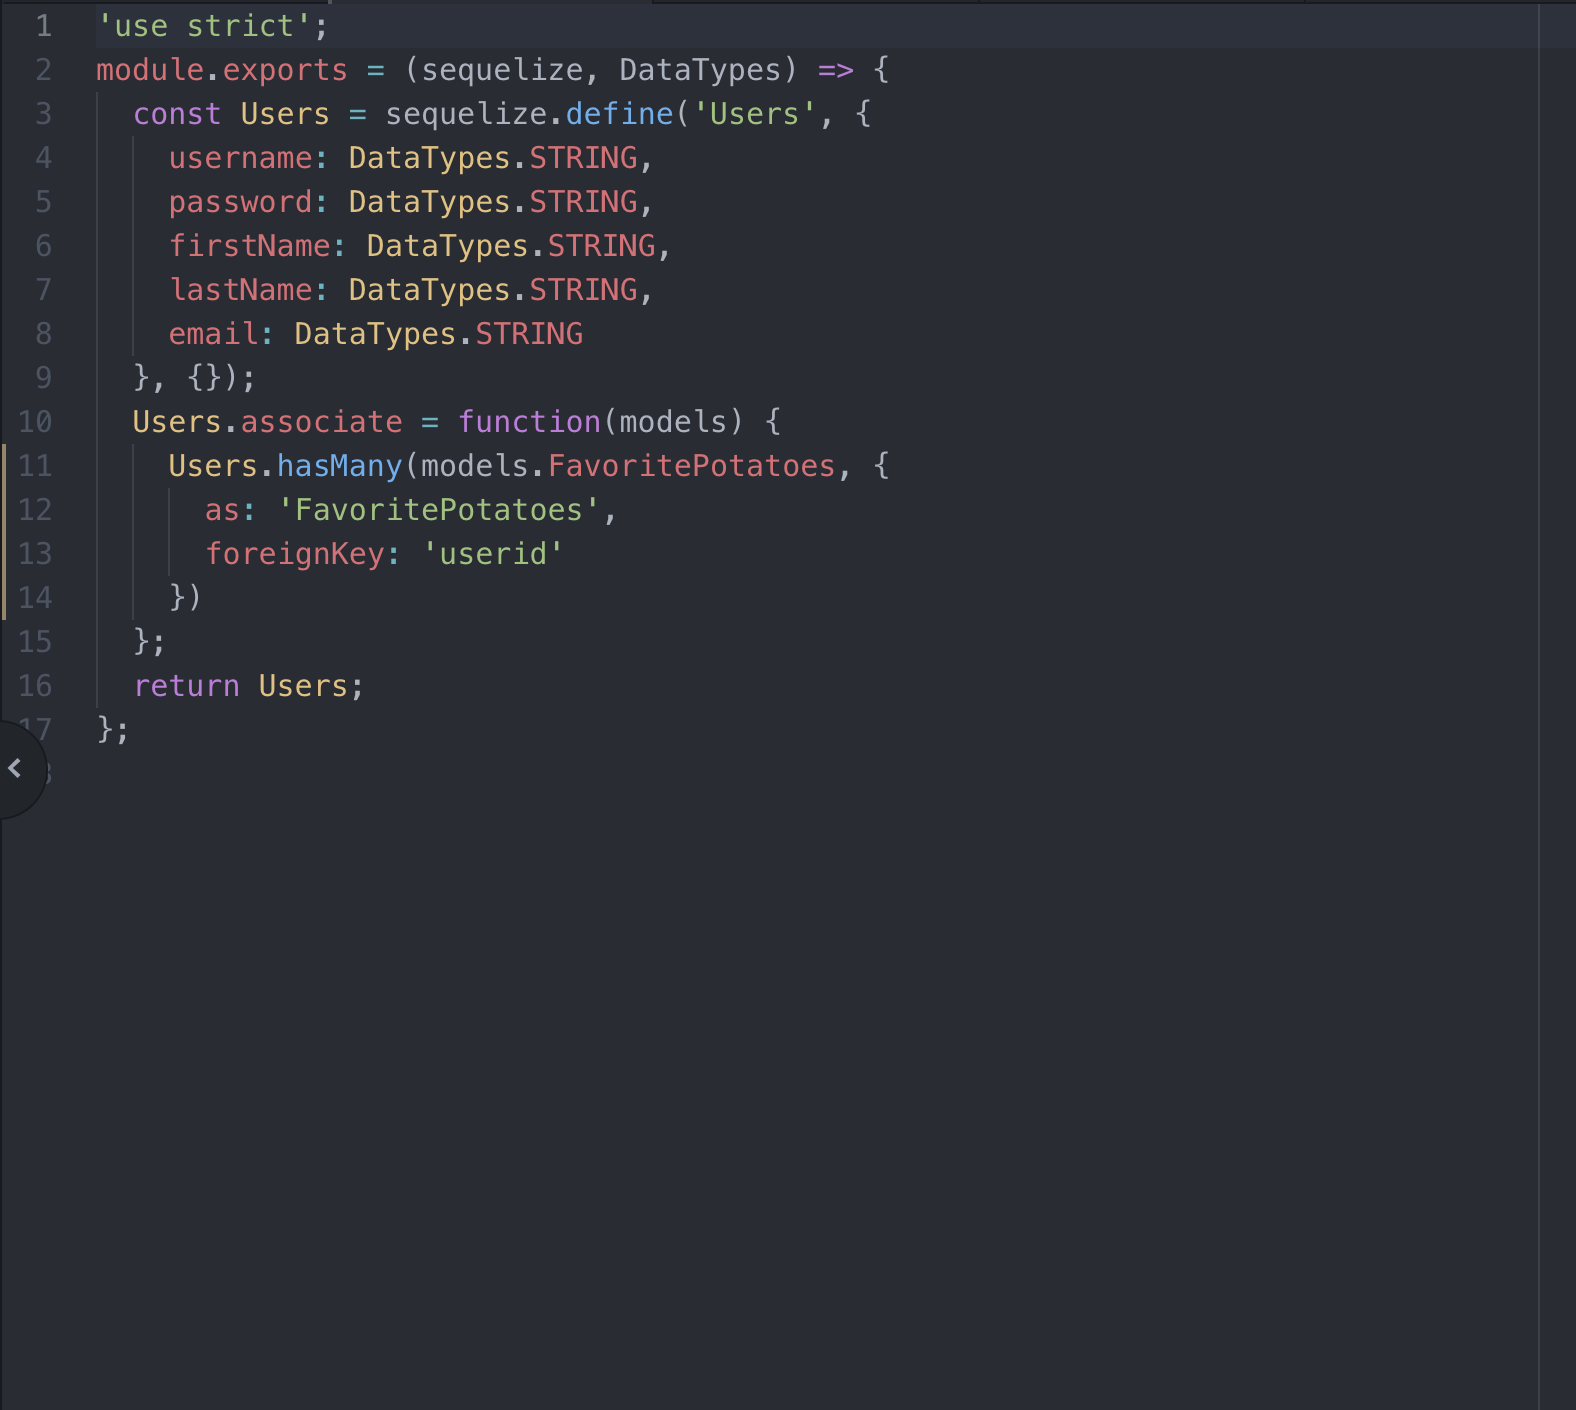 1 'use strict';
2 module.exports = (sequelize, DataTypes) => {
3   const Users = sequelize.define('Users', {
4     username: DataTypes.STRING,
5     password: DataTypes.STRING,
6     firstName: DataTypes.STRING,
7     lastName: DataTypes.STRING,
8     email: DataTypes.STRING
9   }, {});
10   Users.associate = function(models) {
11     Users.hasMany(models.FavoritePotatoes, {
12       as: 'FavoritePotatoes',
13       foreignKey: 'userid'
14     })
15   };
16   return Users;
17 };